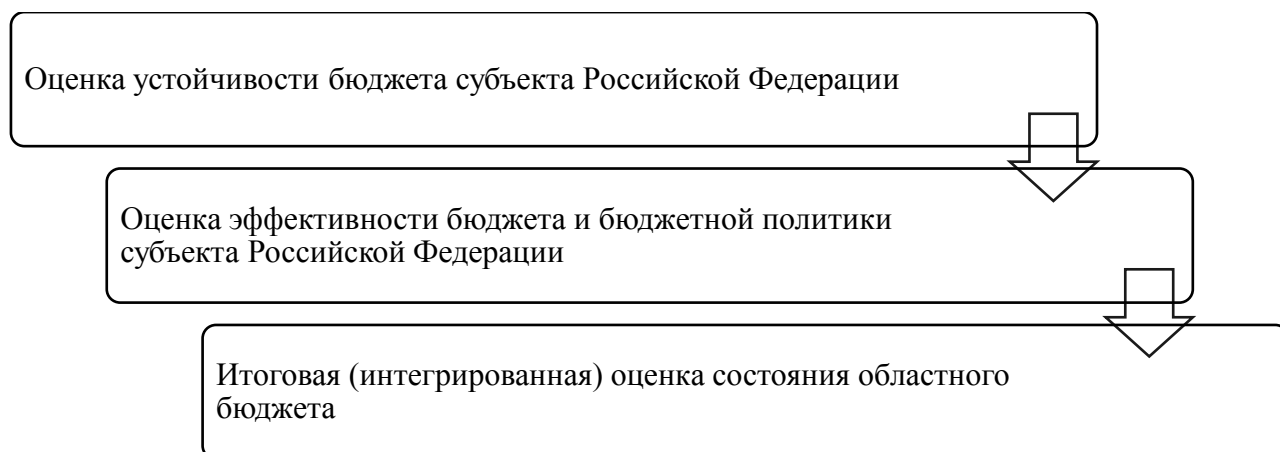 Оценка устойчивости бюджета субъекта Российской Федерации
Оценка эффективности бюджета и бюджетной политики
субъекта Российской Федерации
Итоговая (интегрированная) оценка состояния областного
бюджета